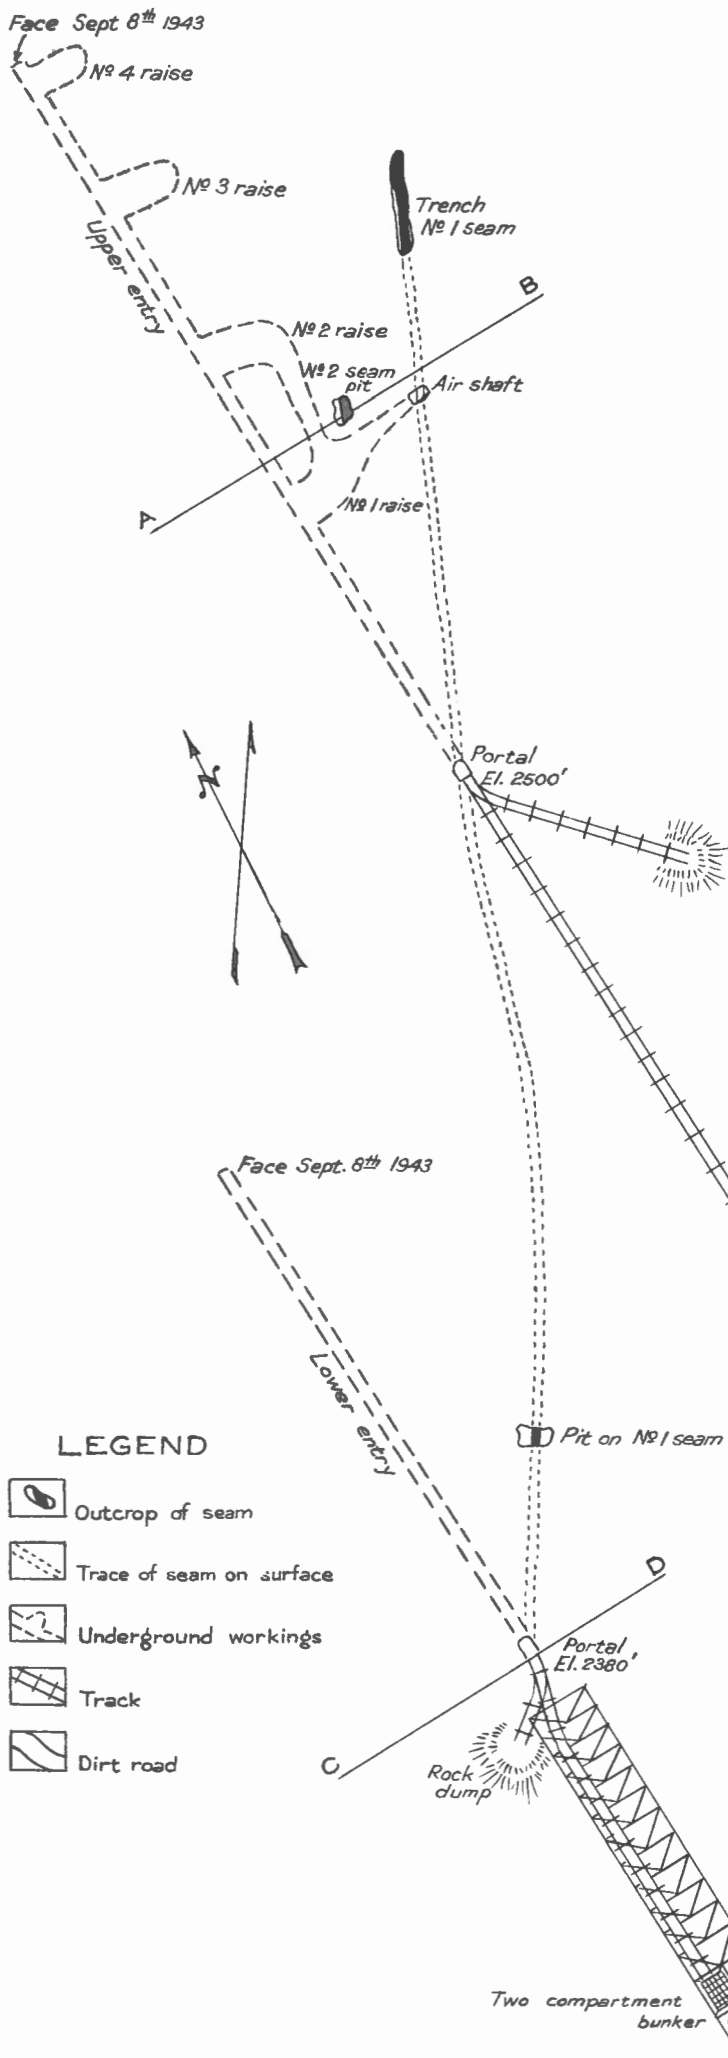 Face Sept 8th 1943
Nº 4 raise
Nº 3 raise
Trench
Nº 1 seam
Upper entry
B
Nº 2 raise
Nº 2 seam
pit
Air shaft
A
Nº 1 raise
N
Portal
El. 2500'
Face Sept. 8th 1943
Lower entry
Pit on Nº 1 seam
LEGEND
Outcrop of seam
Trace of seam on surface
Underground workings
Track
Dirt road
D
Portal
El. 2380'
C
Rock
dump
Two compartment
bunker